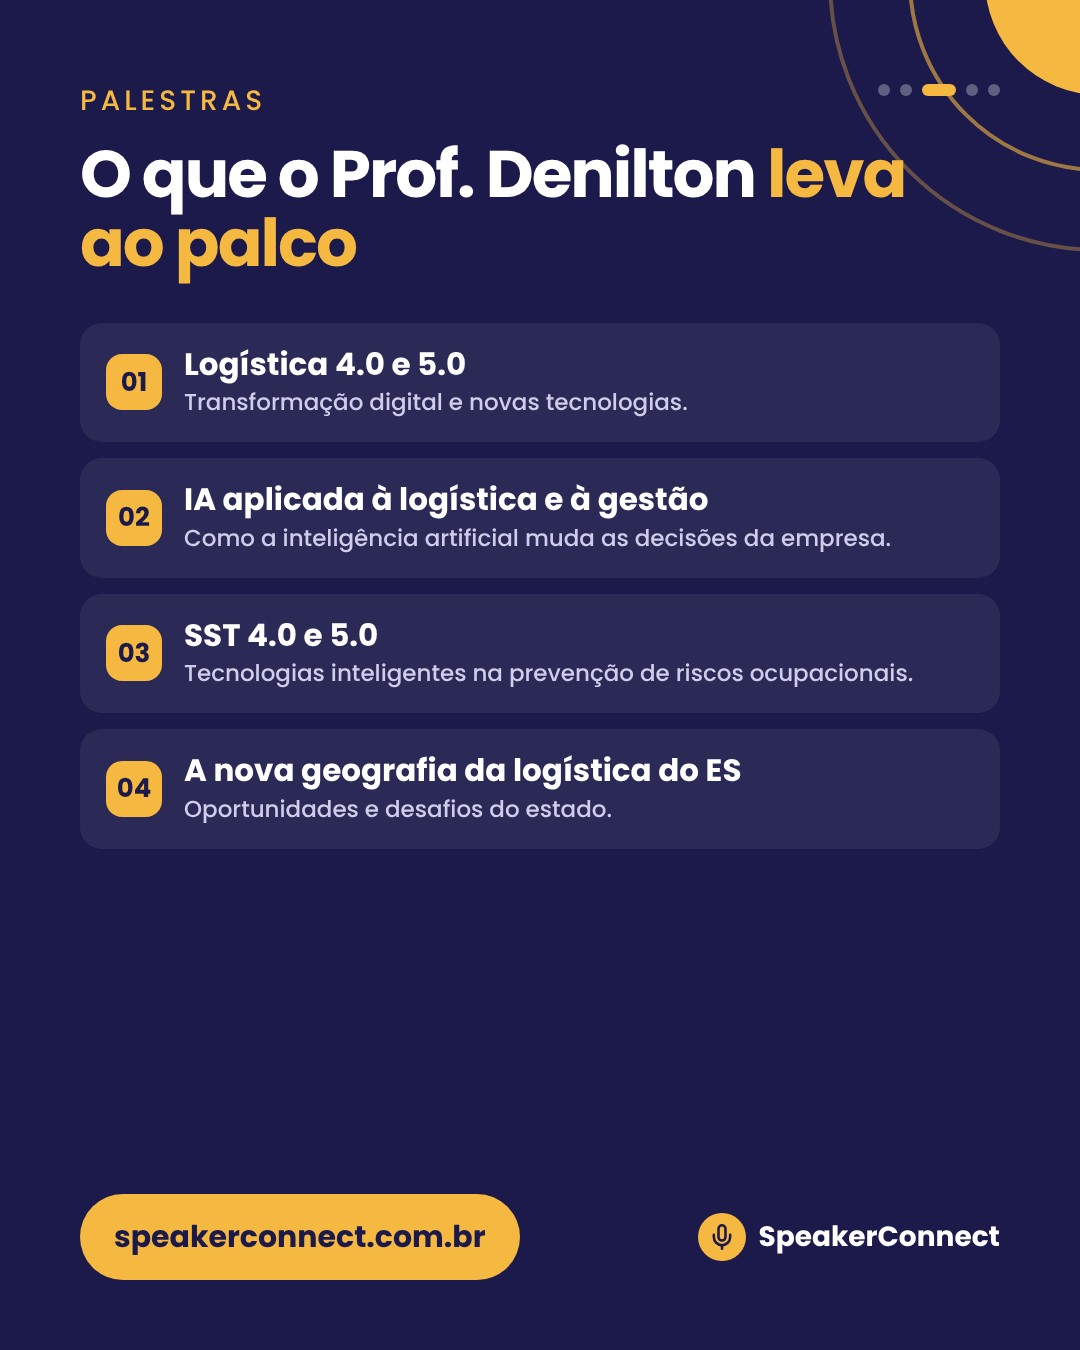 PALESTRAS
O que o Prof. Denilton leva
ao palco
01
Logística 4.0 e 5.0
Transformação digital e novas tecnologias.
02
IA aplicada à logística e à gestão
Como a inteligência artificial muda as decisões da empresa.
03
SST 4.0 e 5.0
Tecnologias inteligentes na prevenção de riscos ocupacionais.
04
A nova geografia da logística do ES
Oportunidades e desafios do estado.
speakerconnect.com.br
SpeakerConnect